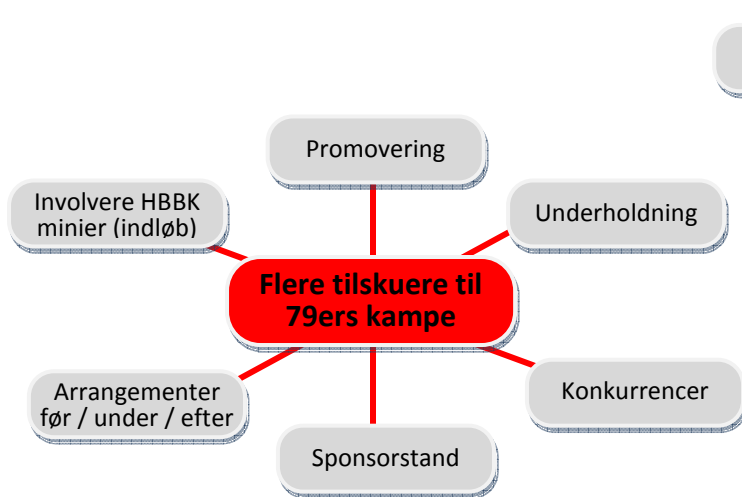 Promovering
Involvere HBBK
minier (indløb)
Underholdning
Flere tilskuere til
79ers kampe
Arrangementer
før / under / efter
Konkurrencer
Sponsorstand